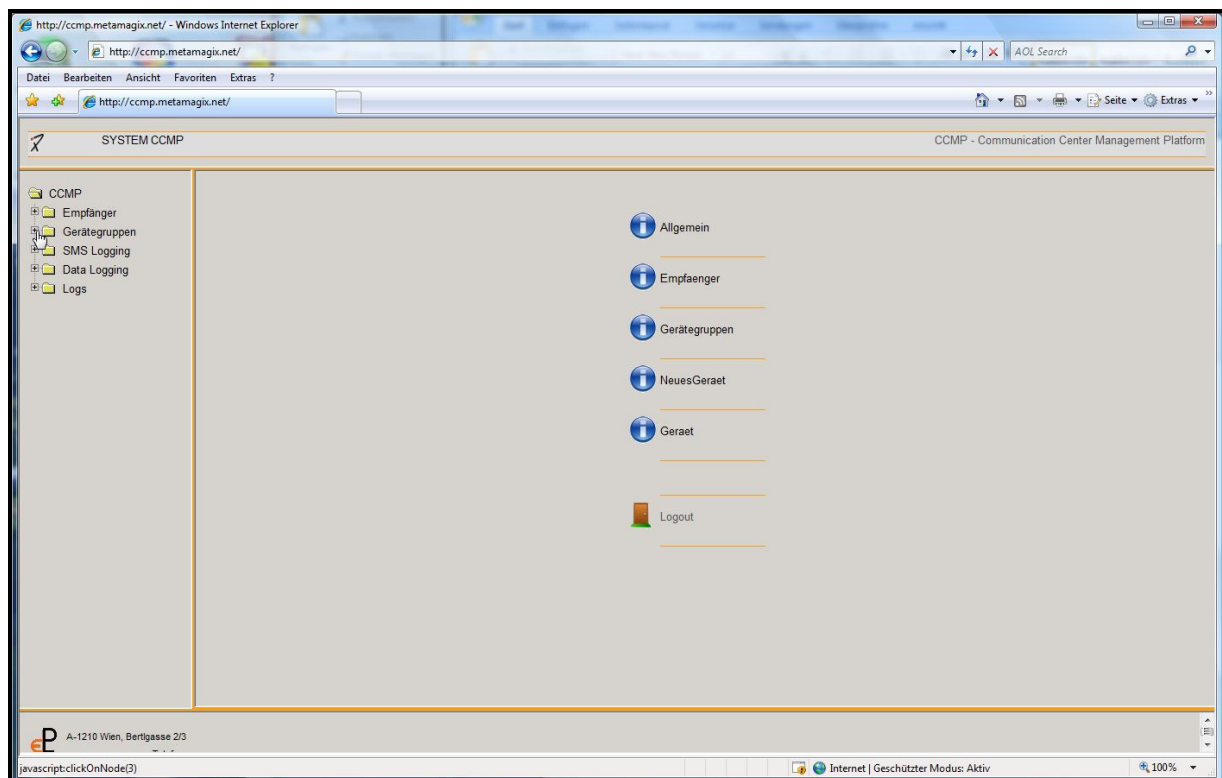 http://ccmp.metamagix.net/ - Windows Internet Explorer
http://ccmp.metamagix.net/
AOL Search
Datei Bearbeiten Ansicht Favoriten Extras ?
http://ccmp.metamagix.net/
Seite Extras
SYSTEM CCMP
CCMP - Communication Center Management Platform
CCMP
Empfänger
Gerätegruppen
SMS Logging
Data Logging
Logs
Allgemein
Empfaenger
Gerätegruppen
NeuesGeraet
Geraet
Logout
A-1210 Wien, Bertlgasse 2/3
javascript:clickOnNode(3)
Internet | Geschützter Modus: Aktiv
100%